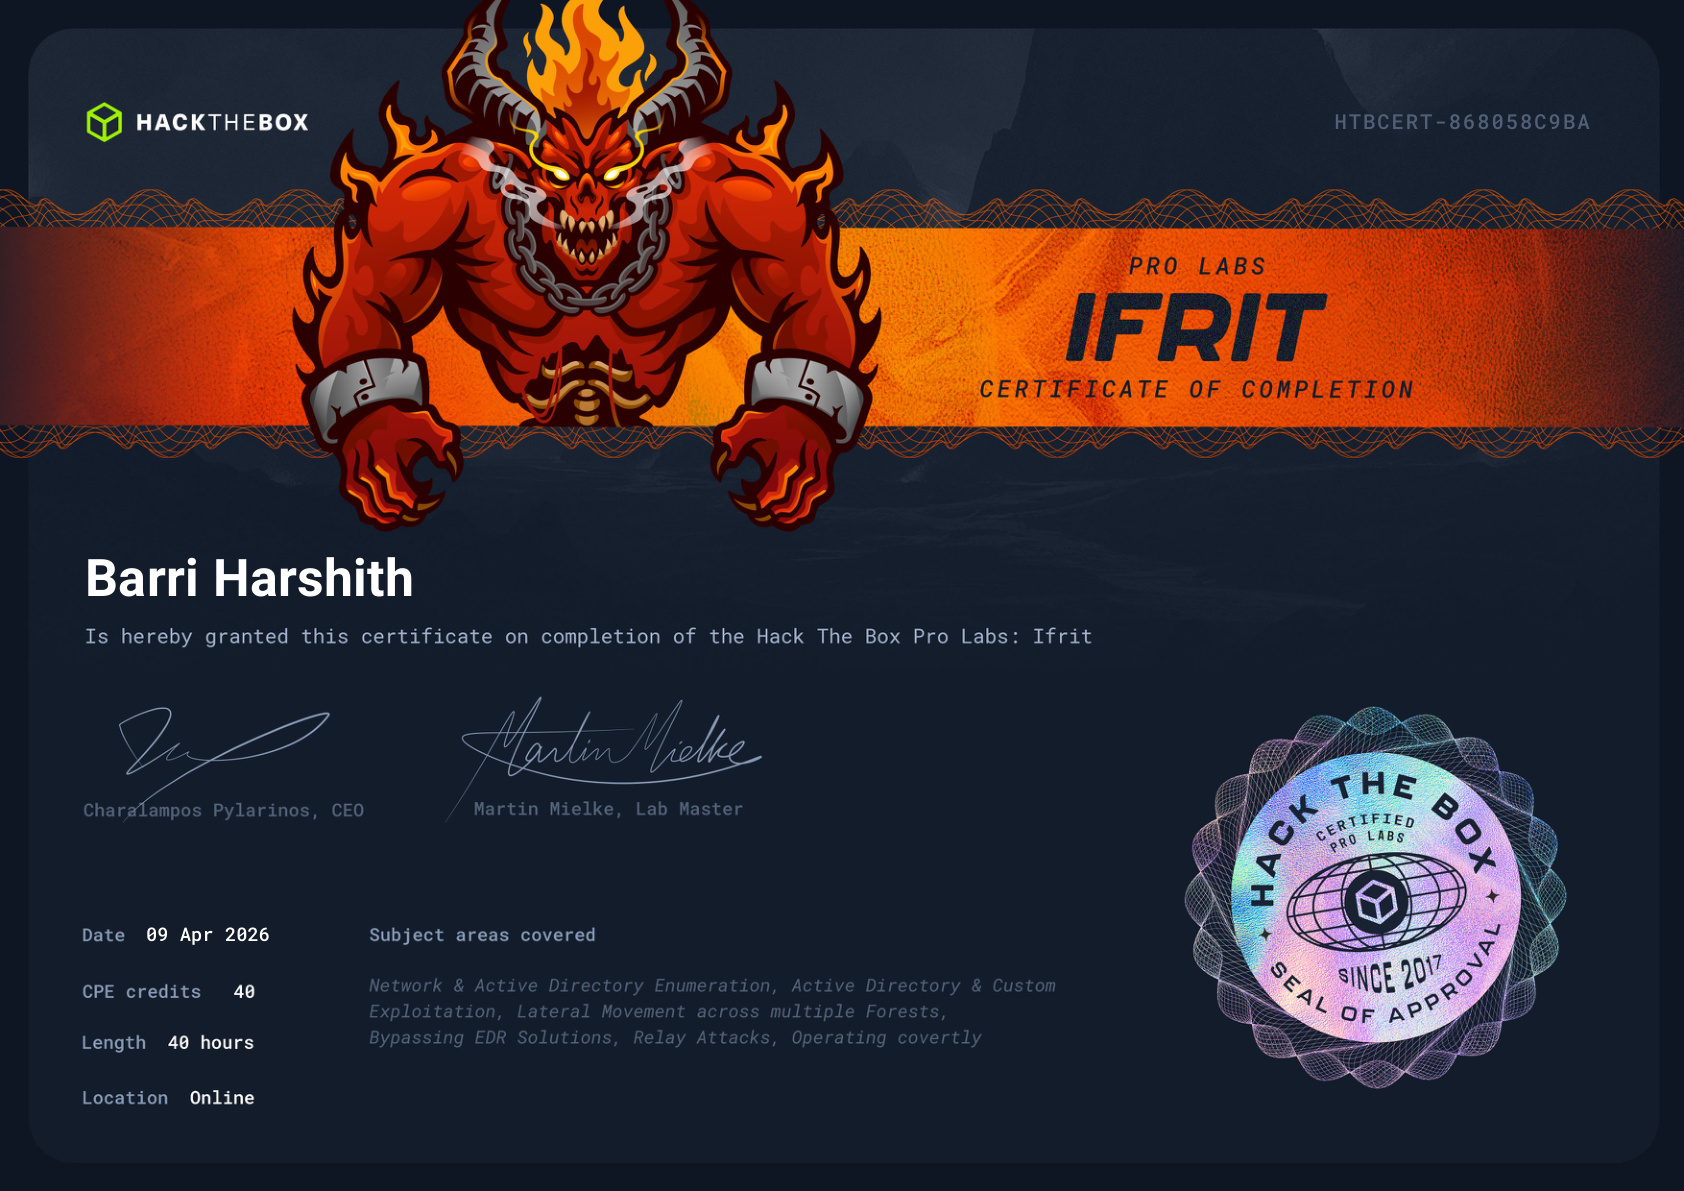 HACKTHEBOX
HTBCERT-868058C9BA
PRO LABS
IFRIT
CERTIFICATE OF COMPLETION
Barri Harshith
Is hereby granted this certificate on completion of the Hack The Box Pro Labs: Ifrit
Martin Mielke
Charalampos Pylarinos, CEO
Martin Mielke, Lab Master
Date 09 Apr 2026
CPE credits 40
Length 40 hours
Location Online
Subject areas covered
Network & Active Directory Enumeration, Active Directory & Custom
Exploitation, Lateral Movement across multiple Forests,
Bypassing EDR Solutions, Relay Attacks, Operating covertly
HACK THE BOX
CERTIFIED
PRO LABS
SINCE 2017
SEAL OF APPROVAL